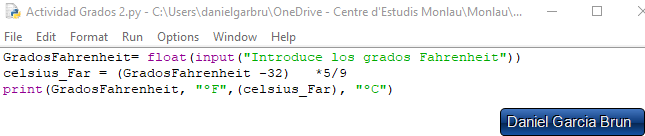 Actividad Grados 2.py - C:\Users\danielgarbru\OneDrive - Centre d'Estudis Monlau\Monlau\...
File Edit Format Run Options Window Help
GradosFahrenheit= float(input("Introduce los grados Fahrenheit"))
celsius_Far = (GradosFahrenheit -32)   *5/9
print(GradosFahrenheit, "°F",(celsius_Far), "°C")
Daniel Garcia Brun